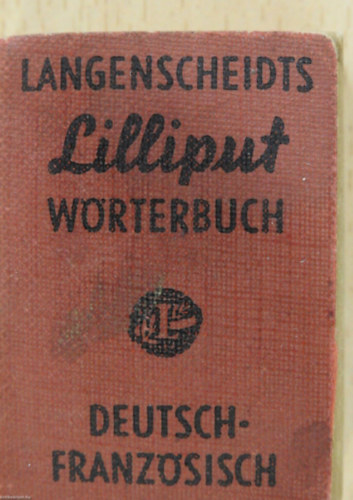 LANGENSCHEIDTS
Lilliput
WÖRTERBUCH
L
DEUTSCH-
FRANZÖSISCH